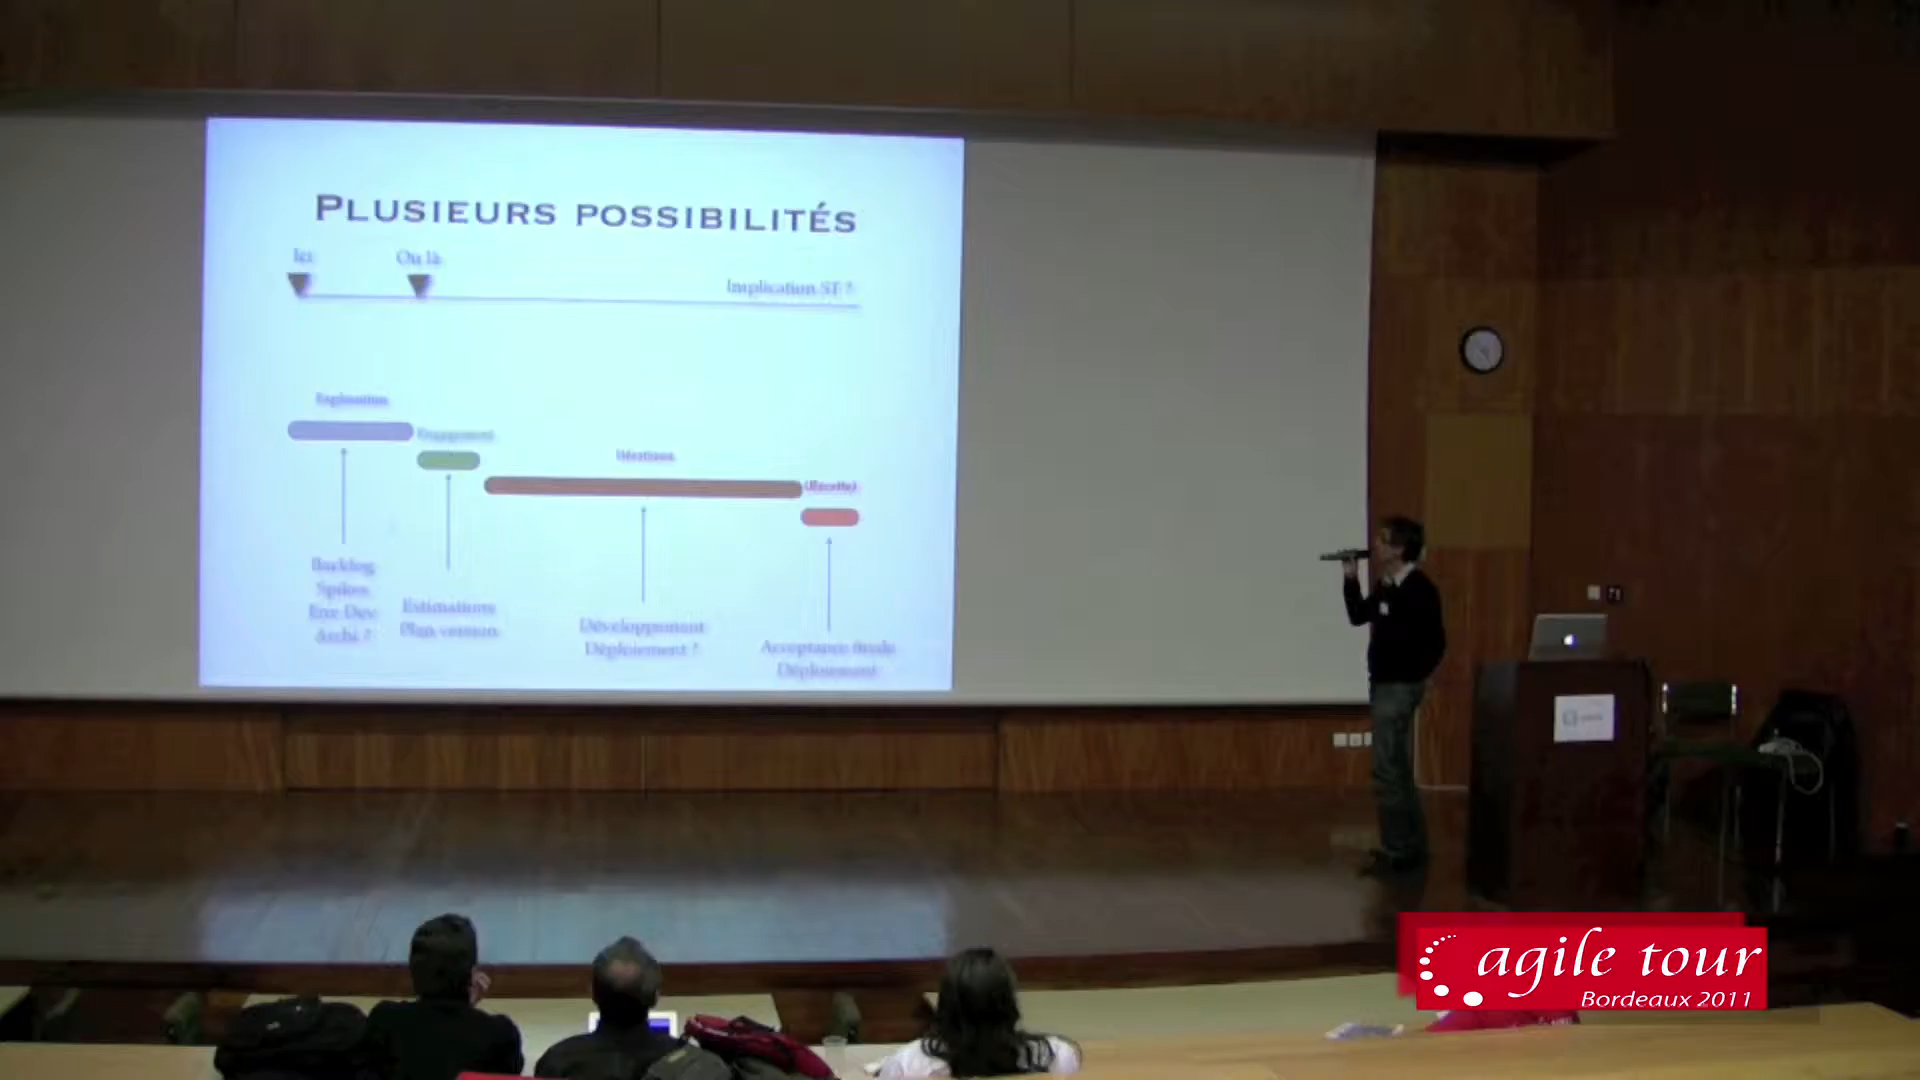 PLUSIEURS POSSIBILITÉS
Ici
Ou là
Implication ST ?
Exploration
Engagement
Itérations
(Recette)
Backlog
Spikes
Env Dev
Archi ?
Estimations
Plan version
Développement
Déploiement ?
Acceptance finale
Déploiement
agile tour
Bordeaux 2011